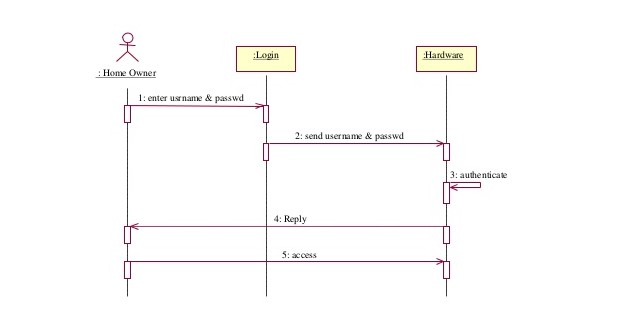 :Login
:Hardware
: Home Owner
1: enter usrname & passwd
2: send username & passwd
3: authenticate
4: Reply
5: access